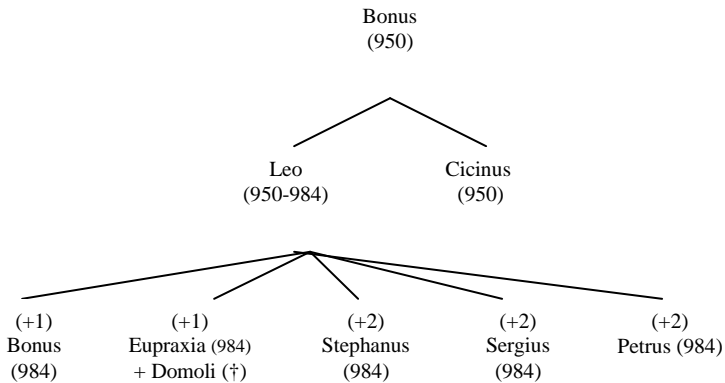 Bonus
(950)
Leo
(950-984)
Cicinus
(950)
(+1)
Bonus
(984)
(+1)
Eupraxia (984)
+ Domoli (†)
(+2)
Stephanus
(984)
(+2)
Sergius
(984)
(+2)
Petrus (984)